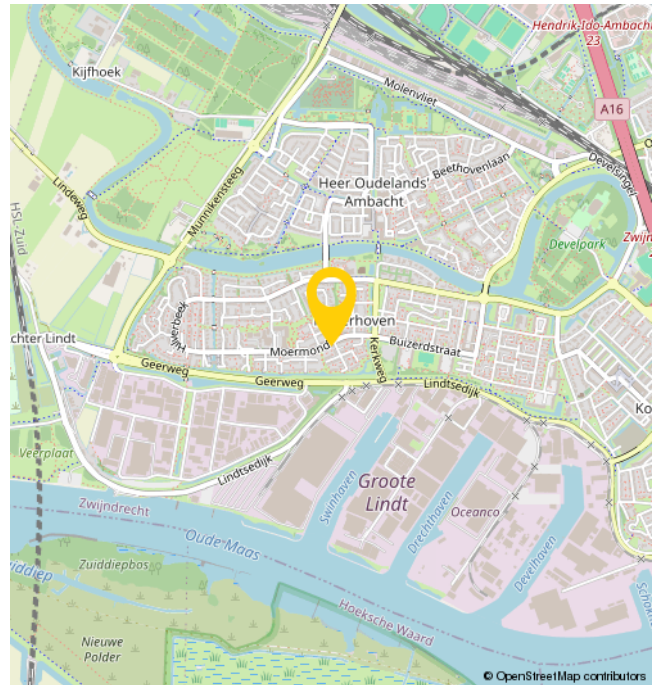 Hendrik-Ido-Ambacht
23
Kijfhoek
Molenvliet
A16
Beethovenlaan
Develsingel
Heer Oudelands
Ambacht
Lindeweg
Munnikensteeg
HSL-Zuid
Develpark
Hilverbeek
Moermond
Buizerdstraat
Kerkweg
Geerweg
Geerweg
Lindtsedijk
Lindtsedijk
Veerplaat
Groote
Lindt
Swinhaven
Drechthaven
Oceanco
Develhaven
Zwijndrecht
Oude Maas
Zuiddiepbos
Hoeksche Waard
Nieuwe
Polder
© OpenStreetMap contributors